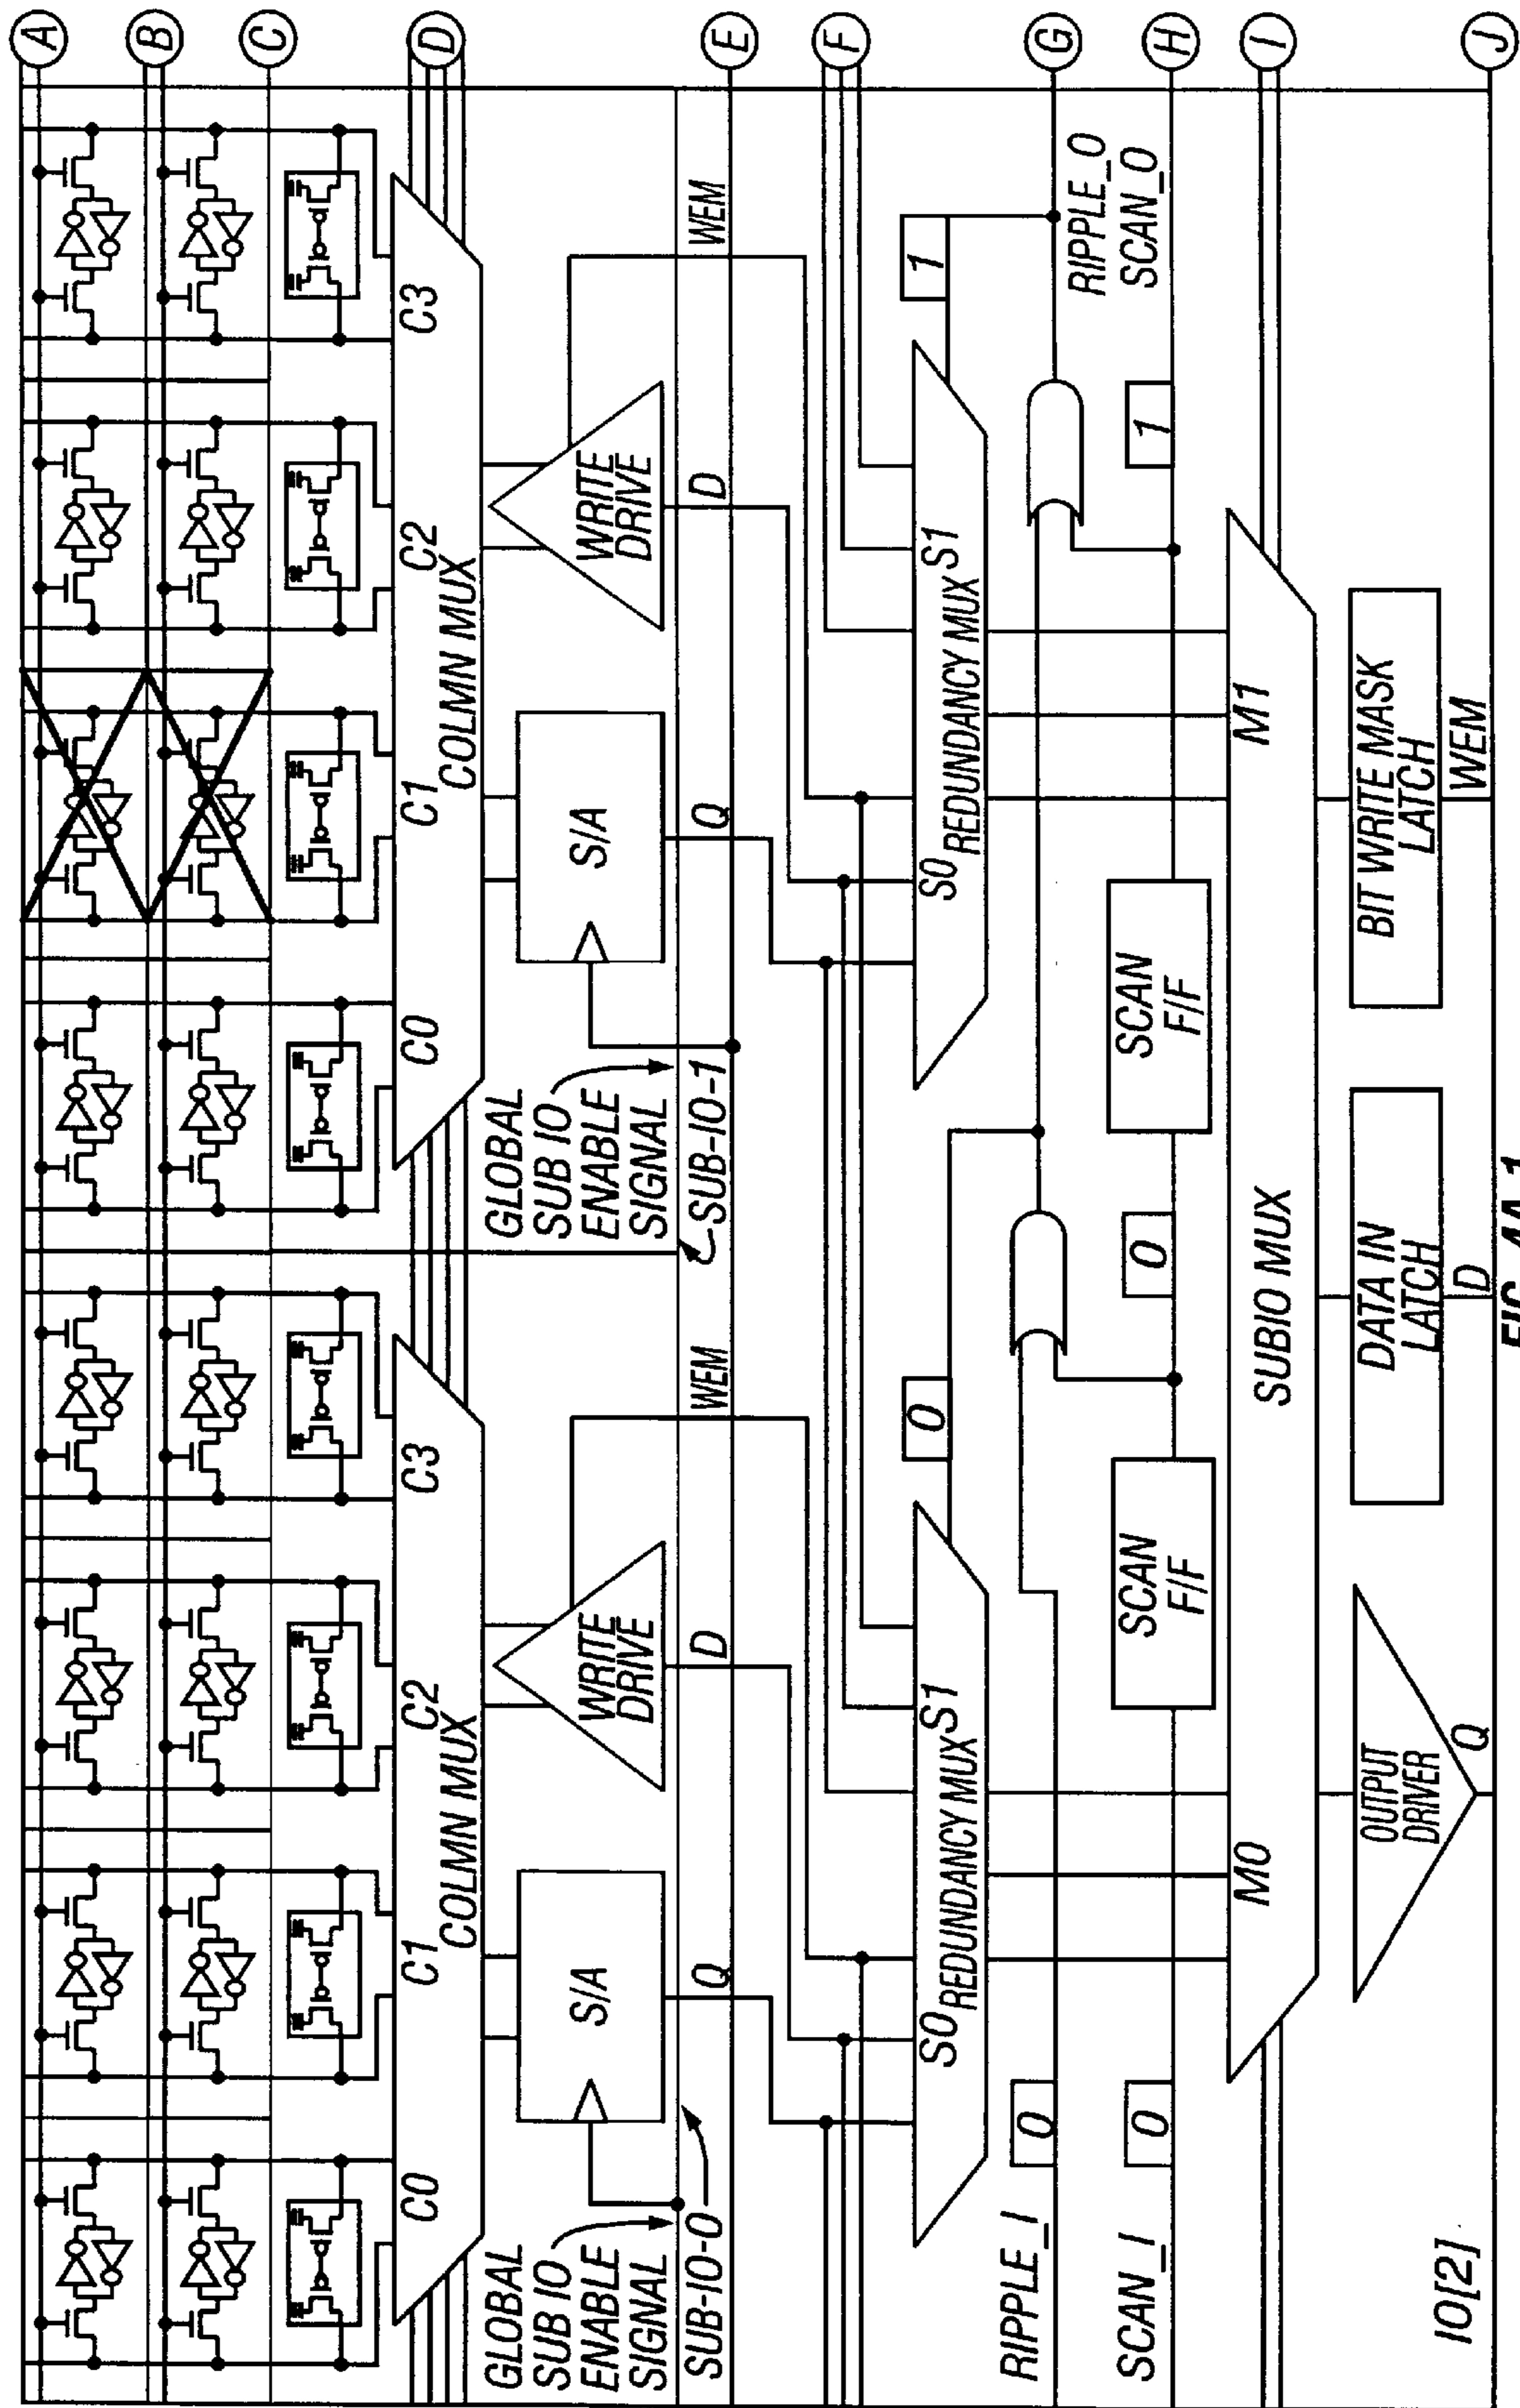 A
B
C
C0 C1 C2 C3 C0 C1 C2 C3
COLMN MUX COLMN MUX
D
GLOBAL
SUB IO
ENABLE
SIGNAL
SUB-IO-0
S/A
WRITE
DRIVE
Q D WEM
GLOBAL
SUB IO
ENABLE
SIGNAL
SUB-IO-1
S/A
WRITE
DRIVE
Q D WEM
E
F
S0 REDUNDANCY MUX S1
0
S0 REDUNDANCY MUX S1
1
RIPPLE_I
0
G
RIPPLE_O
SCAN_O
SCAN_I
0
SCAN
F/F
0
SCAN
F/F
1
H
M0 SUBIO MUX M1
I
OUTPUT
DRIVER
Q
DATA IN
LATCH
D
BIT WRITE MASK
LATCH
WEM
IO[2]
J
FIG. 4A-1